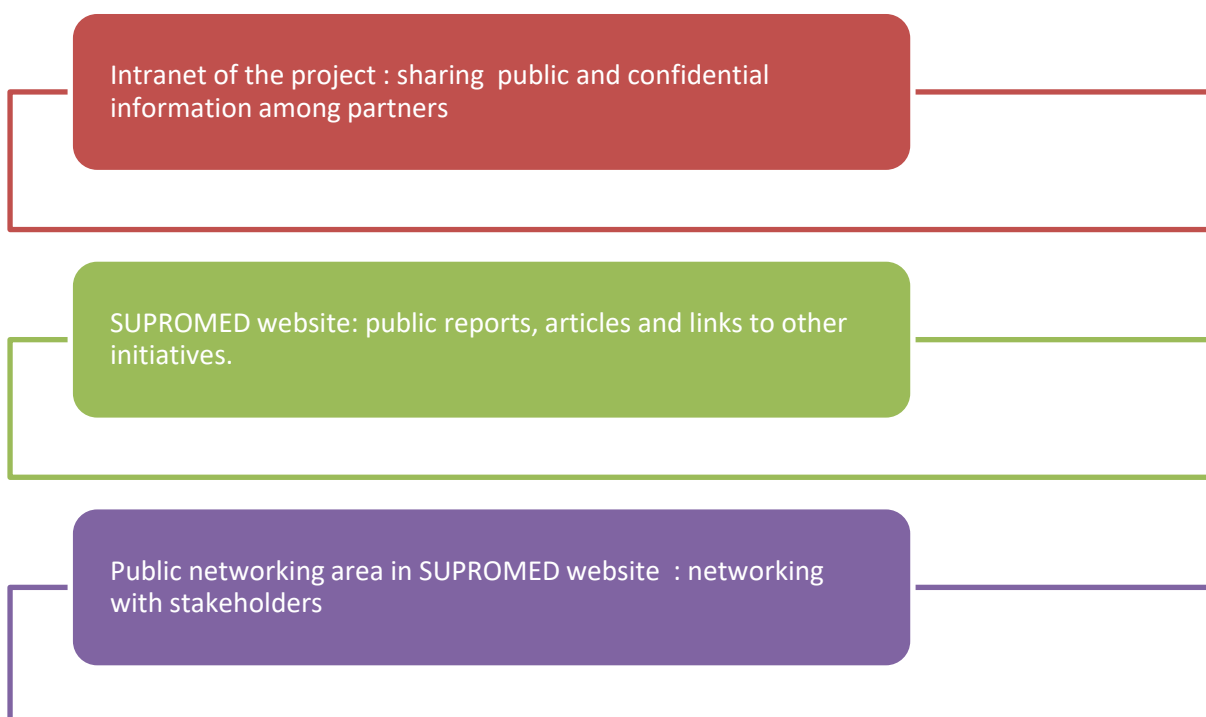 Intranet of the project : sharing  public and confidential
information among partners
SUPROMED website: public reports, articles and links to other
initiatives.
Public networking area in SUPROMED website  : networking
with stakeholders